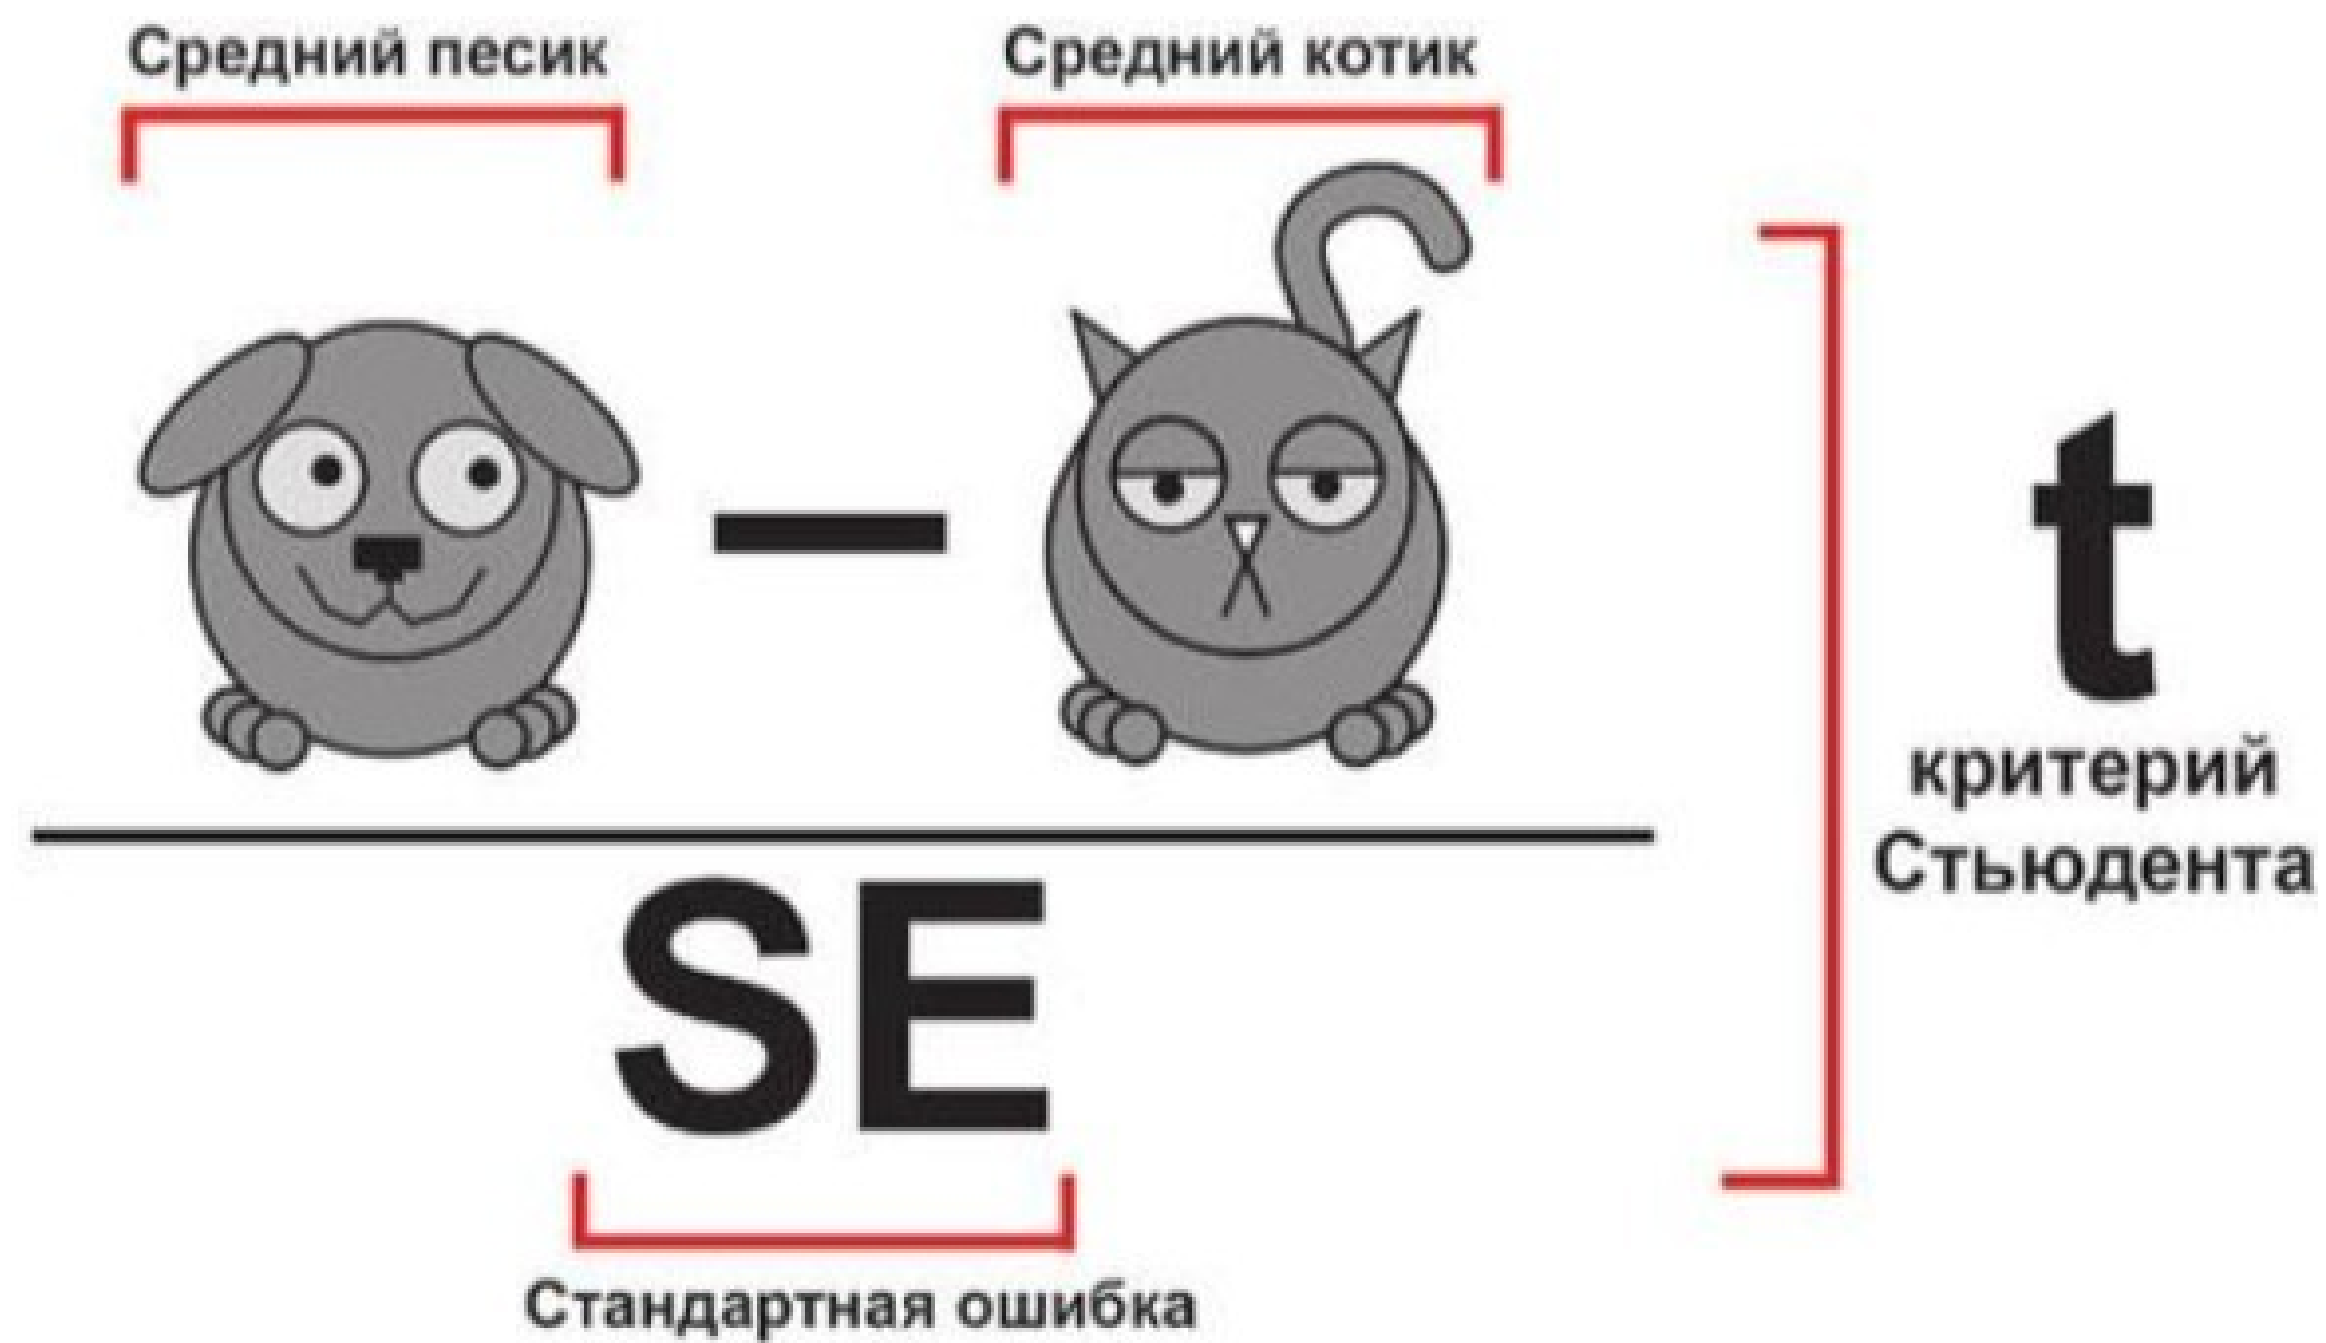 Средний песик
Средний котик
t
критерий
Стьюдента
SE
Стандартная ошибка